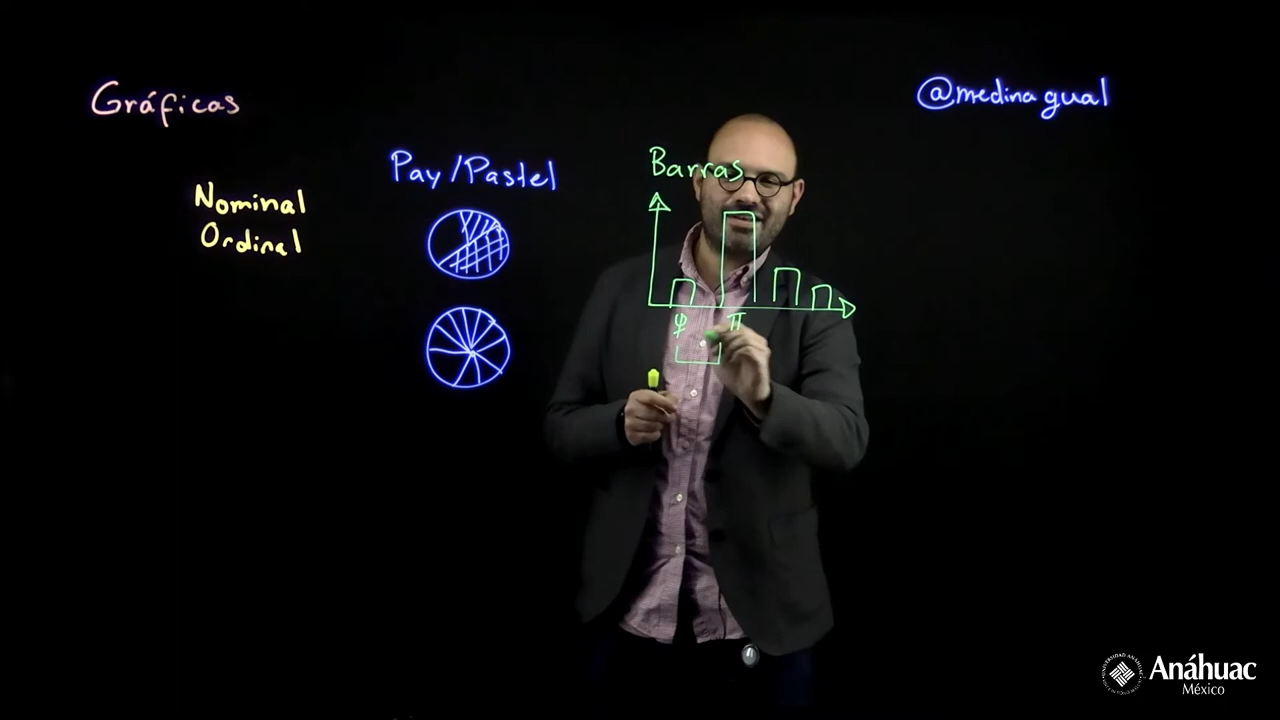 Gráficas
@medinagual
Pay/Pastel
Barras
Nominal
Ordinal
φ π
Anáhuac
México